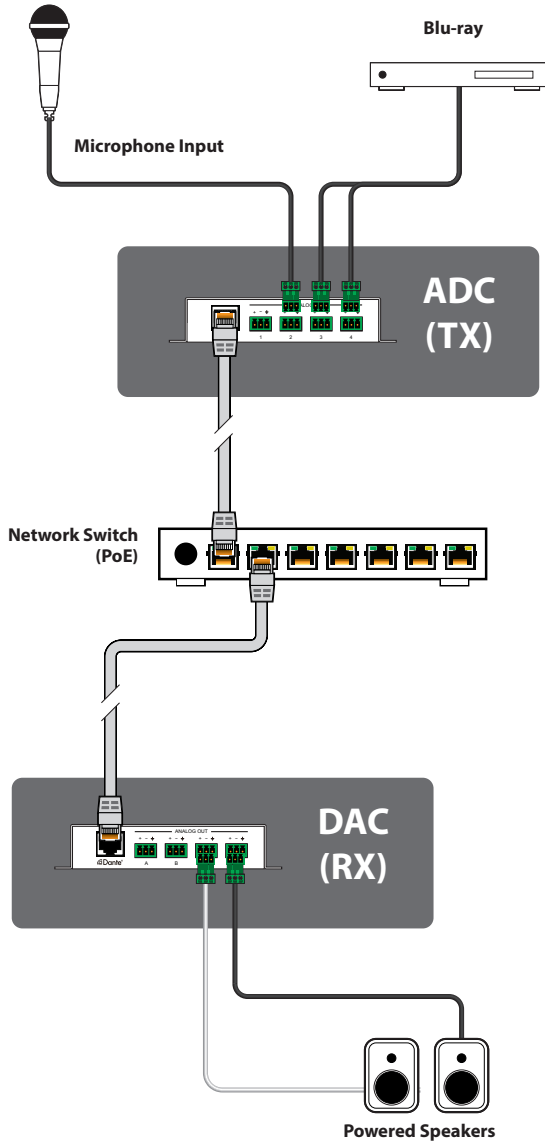 Blu-ray
Microphone Input
ADC
(TX)
+ - ⏚
1 2 3 4
Network Switch
(PoE)
DAC
(RX)
ANALOG OUT
+ - ⏚ + - ⏚ + - ⏚ + - ⏚
Dante
A B
Powered Speakers